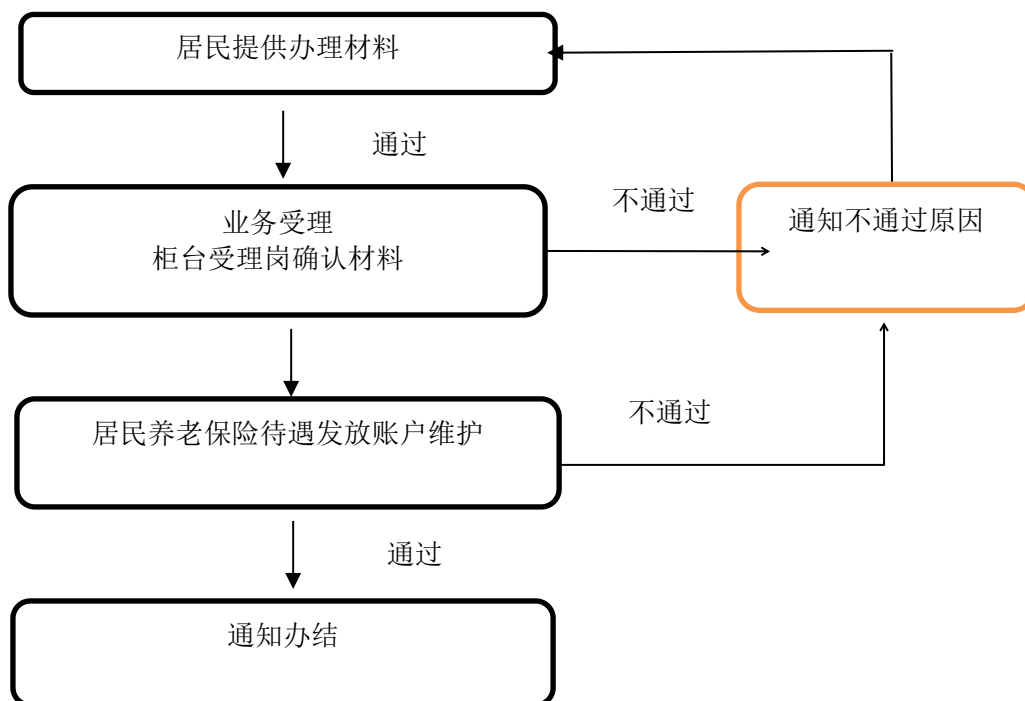 居民提供办理材料
通过
业务受理
柜台受理岗确认材料
不通过
通知不通过原因
居民养老保险待遇发放账户维护
不通过
通过
通知办结